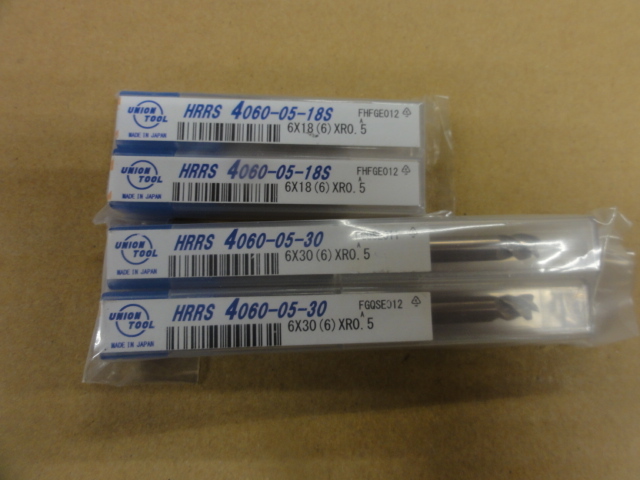 UNION TOOL
MADE IN JAPAN
HRRS 4060-05-18S FHFGE012
6X18(6)XR0.5
UNION TOOL
MADE IN JAPAN
HRRS 4060-05-18S FHFGE012
6X18(6)XR0.5
UNION TOOL
MADE IN JAPAN
HRRS 4060-05-30
6X30(6)XR0.5
UNION TOOL
MADE IN JAPAN
HRRS 4060-05-30 FGQSE012
6X30(6)XR0.5